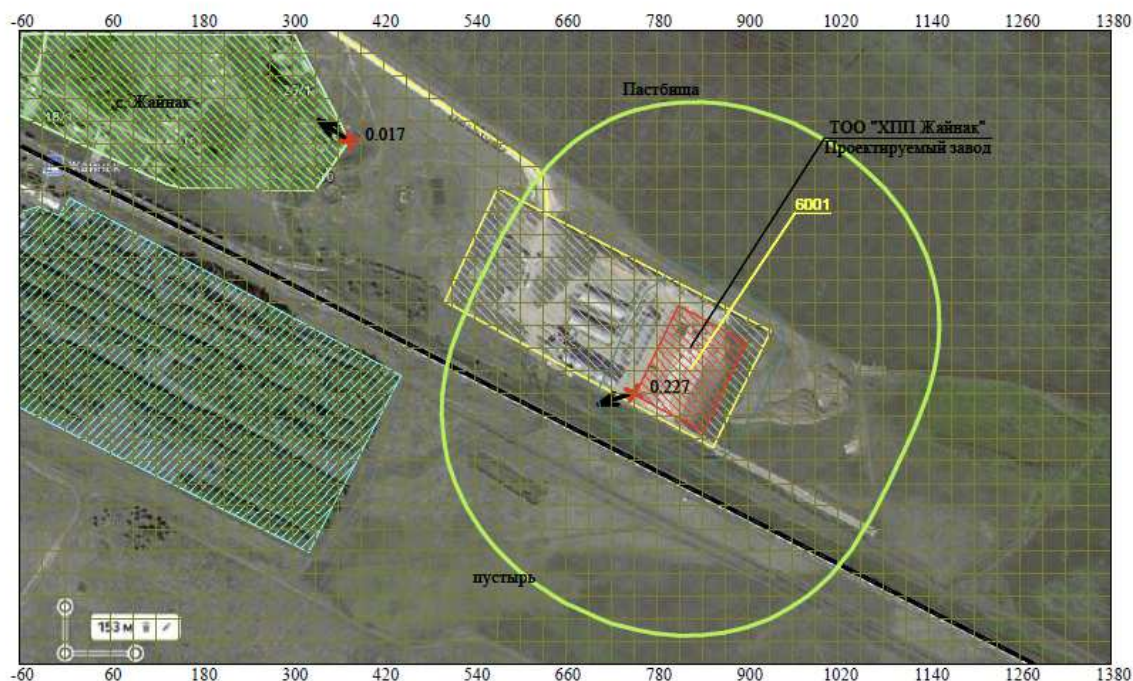 -60 60 180 300 420 540 660 780 900 1020 1140 1260 1380
Пастбища
с. Жайнак
0.017
ТОО "ХПП Жайнак"
Проектируемый завод
6001
0.227
пустырь
153 м
-60 60 180 300 420 540 660 780 900 1020 1140 1260 1380